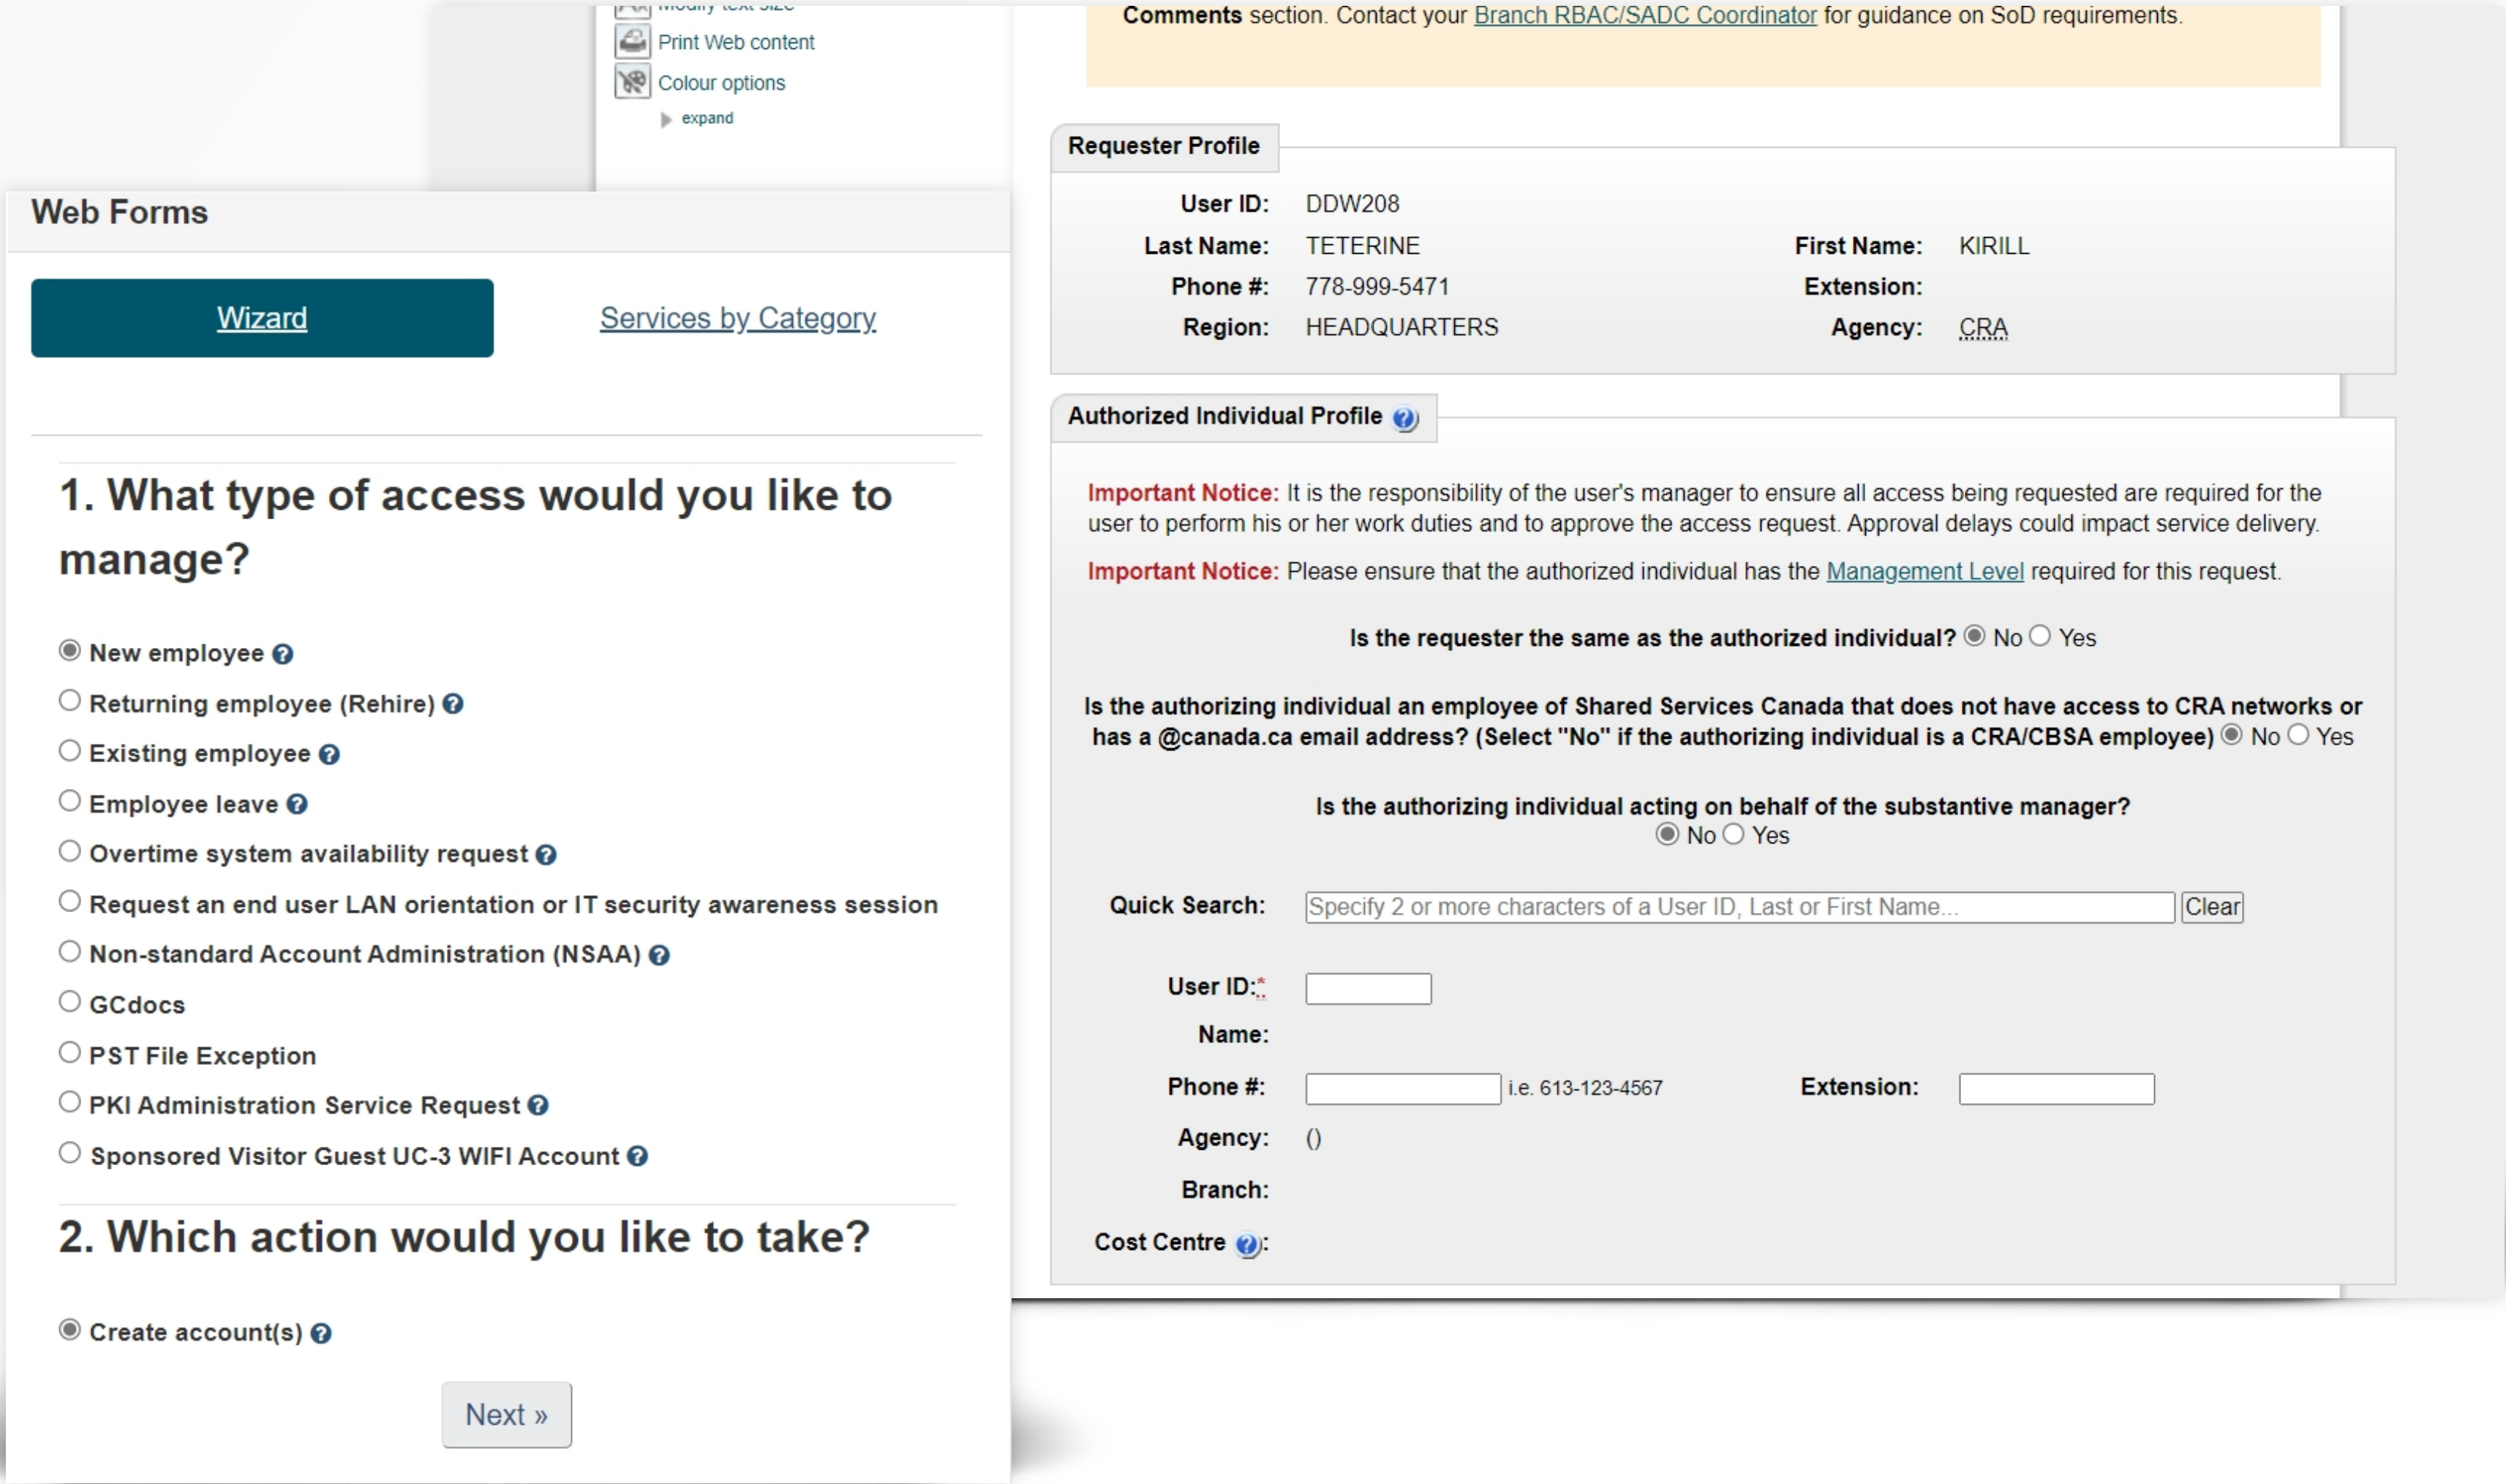 Modify text size
Print Web content
Colour options
expand
Comments section. Contact your Branch RBAC/SADC Coordinator for guidance on SoD requirements.
Web Forms
Wizard
Services by Category
1. What type of access would you like to
manage?
New employee
Returning employee (Rehire)
Existing employee
Employee leave
Overtime system availability request
Request an end user LAN orientation or IT security awareness session
Non-standard Account Administration (NSAA)
GCdocs
PST File Exception
PKI Administration Service Request
Sponsored Visitor Guest UC-3 WIFI Account
2. Which action would you like to take?
Create account(s)
Next »
Requester Profile
User ID: DDW208
Last Name: TETERINE First Name: KIRILL
Phone #: 778-999-5471 Extension:
Region: HEADQUARTERS Agency: CRA
Authorized Individual Profile
Important Notice: It is the responsibility of the user's manager to ensure all access being requested are required for the
user to perform his or her work duties and to approve the access request. Approval delays could impact service delivery.
Important Notice: Please ensure that the authorized individual has the Management Level required for this request.
Is the requester the same as the authorized individual? No Yes
Is the authorizing individual an employee of Shared Services Canada that does not have access to CRA networks or
has a @canada.ca email address? (Select "No" if the authorizing individual is a CRA/CBSA employee) No Yes
Is the authorizing individual acting on behalf of the substantive manager?
No Yes
Quick Search: Specify 2 or more characters of a User ID, Last or First Name... Clear
User ID:*
Name:
Phone #: i.e. 613-123-4567 Extension:
Agency: ()
Branch:
Cost Centre :